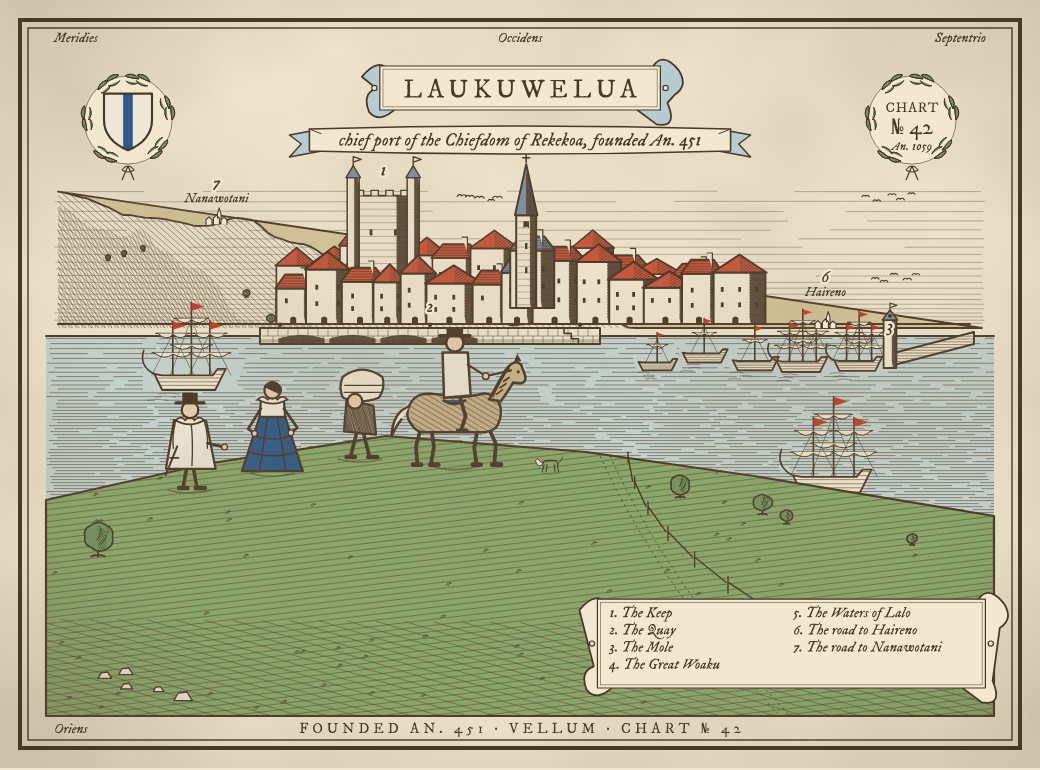 Meridies
Occidens
Septentrio
LAUKUWELUA
chief port of the Chiefdom of Rekekoa, founded An. 451
CHART
№ 42
An. 1059
1
7
Nanawotani
6
Haireno
2
3
1. The Keep
2. The Quay
3. The Mole
4. The Great Woaku
5. The Waters of Lalo
6. The road to Haireno
7. The road to Nanawotani
Oriens
FOUNDED AN. 451 · VELLUM · CHART № 42